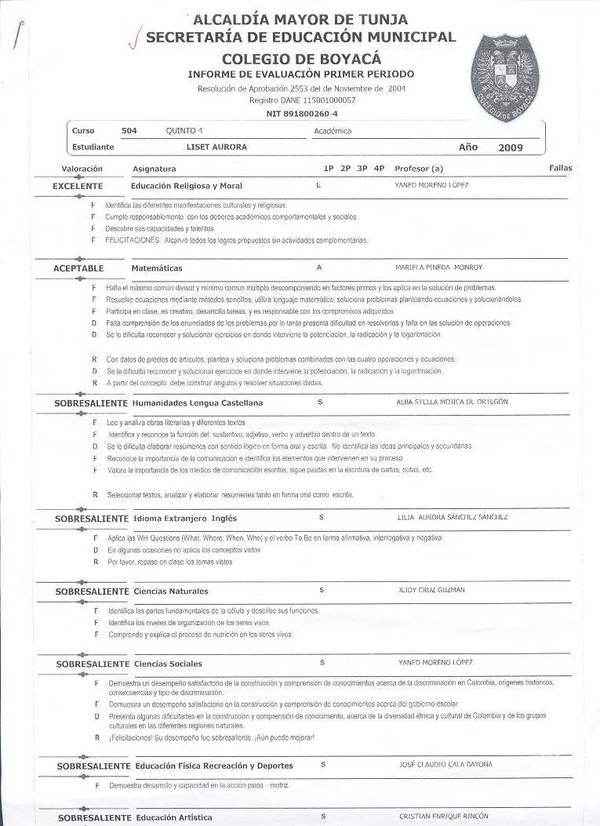 ALCALDÍA MAYOR DE TUNJA
SECRETARÍA DE EDUCACIÓN MUNICIPAL
COLEGIO DE BOYACÁ
INFORME DE EVALUACIÓN PRIMER PERIODO
Resolución de Aprobación 2553 del de Noviembre de 2004
Registro DANE 115001000057
NIT 891800260-4
COLEGIO DE BOYACÁ
Curso 504 QUINTO 4 Académica
Estudiante LISET AURORA Año 2009
Valoración Asignatura 1P 2P 3P 4P Profesor (a) Fallas
EXCELENTE Educación Religiosa y Moral E YANED MORENO LÓPEZ
F Identifica las diferentes manifestaciones culturales y religiosas.
F Cumple responsablemente con los deberes académicos comportamentales y sociales
F Descubre sus capacidades y talentos
F FELICITACIONES. Alcanzó todos los logros propuestos sin actividades complementarias.
ACEPTABLE Matemáticas A MARIELA PINEDA MONROY
F Halla el máximo común divisor y mínimo común múltiplo descomponiendo en factores primos y los aplica en la solución de problemas.
F Resuelve ecuaciones mediante métodos sencillos, utiliza lenguaje matemático, soluciona problemas planteando ecuaciones y solucionándolos.
F Participa en clase, es creativo, desarrolla tareas, y es responsable con los compromisos adquiridos
D Falta comprensión de los enunciados de los problemas por lo tanto presenta dificultad en resolverlos y falla en las solución de operaciones.
D Se le dificulta reconocer y solucionar ejercicios en donde interviene la potenciación, la radicación y la logaritmación.
R Con datos de precios de artículos, plantea y soluciona problemas combinados con las cuatro operaciones y ecuaciones.
D Se le dificulta reconocer y solucionar ejercicios en donde interviene la potenciación, la radicación y la logaritmación.
R A partir del concepto debe construir angulos y resolver situaciones dadas.
SOBRESALIENTE Humanidades Lengua Castellana S ALBA STELLA MOJICA DE ORTEGÓN
F Lee y analiza obras literarias y diferentes textos.
F Identifica y reconoce la función del sustantivo, adjetivo, verbo y adverbio dentro de un texto.
D Se le dificulta elaborar resúmenes con sentido lógico en forma oral y escrita. No identifica las ideas principales y secundarias.
F Reconoce la importancia de la comunicación e identifica los elementos que intervienen en su proceso
F Valora la importancia de los medios de comunicación escritos, sigue pautas en la escritura de cartas, notas, etc.
R Seleccionar textos, analizar y elaborar resúmenes tanto en forma oral como escrita.
SOBRESALIENTE Idioma Extranjero Inglés S LILIA AURORA SÁNCHEZ SÁNCHEZ
F Aplica las WH Questions (What, Where, When, Who) y el verbo To Be en forma afirmativa, interrogativa y negativa.
D En algunas ocasiones no aplica los conceptos vistos
R Por favor, repase en clase los temas vistos
SOBRESALIENTE Ciencias Naturales S CRUZ GUZMAN
F Identifica las partes fundamentales de la célula y describe sus funciones.
F Identifica los niveles de organización de los seres vivos.
F Comprende y explica el proceso de nutrición en los seres vivos
SOBRESALIENTE Ciencias Sociales S YANED MORENO LÓPEZ
F Demuestra un desempeño satisfactorio de la construcción y comprensión de conocimientos acerca de la discriminación en Colombia, orígenes históricos,
consecuencias y tipo de discriminación.
F Demuestra un desempeño satisfactorio en la construcción y comprensión de conocimientos acerca del gobierno escolar.
D Presenta algunas dificultades en la construcción y comprensión de conocimiento, acerca de la diversidad étnica y cultural de Colombia y de los grupos
culturales en las diferentes regiones naturales.
R ¡Felicitaciones! Su desempeño fue sobresaliente. ¡Aún puede mejorar!
SOBRESALIENTE Educación Física Recreación y Deportes S JOSÉ CLAUDIO CALA BAYONA
F Demuestra desarrollo y capacidad en la acción psico - motriz.
SOBRESALIENTE Educación Artística S CRISTIAN ENRIQUE RINCÓN